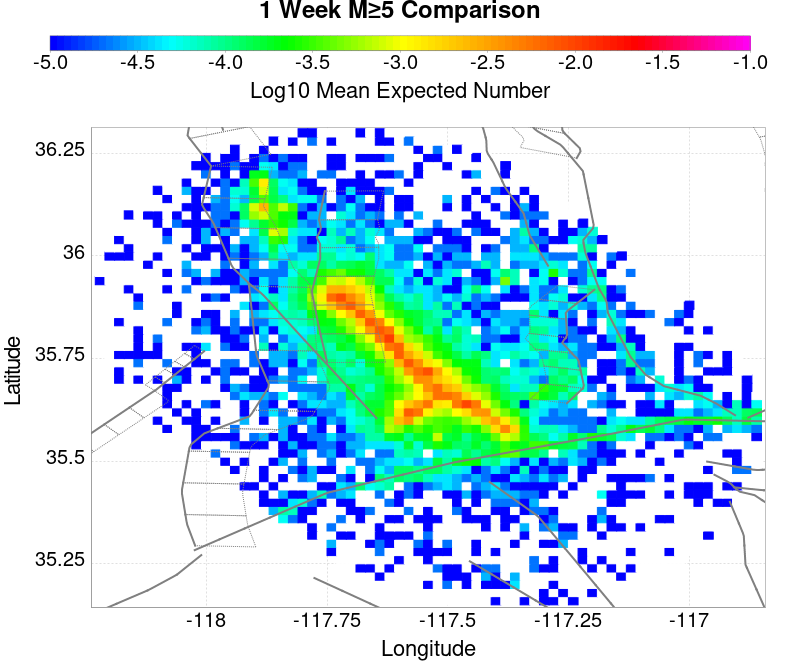 1 Week M≥5 Comparison
-5.0 -4.5 -4.0 -3.5 -3.0 -2.5 -2.0 -1.5 -1.0
Log10 Mean Expected Number
36.25
36
35.75
35.5
35.25
Latitude
-118 -117.75 -117.5 -117.25 -117
Longitude